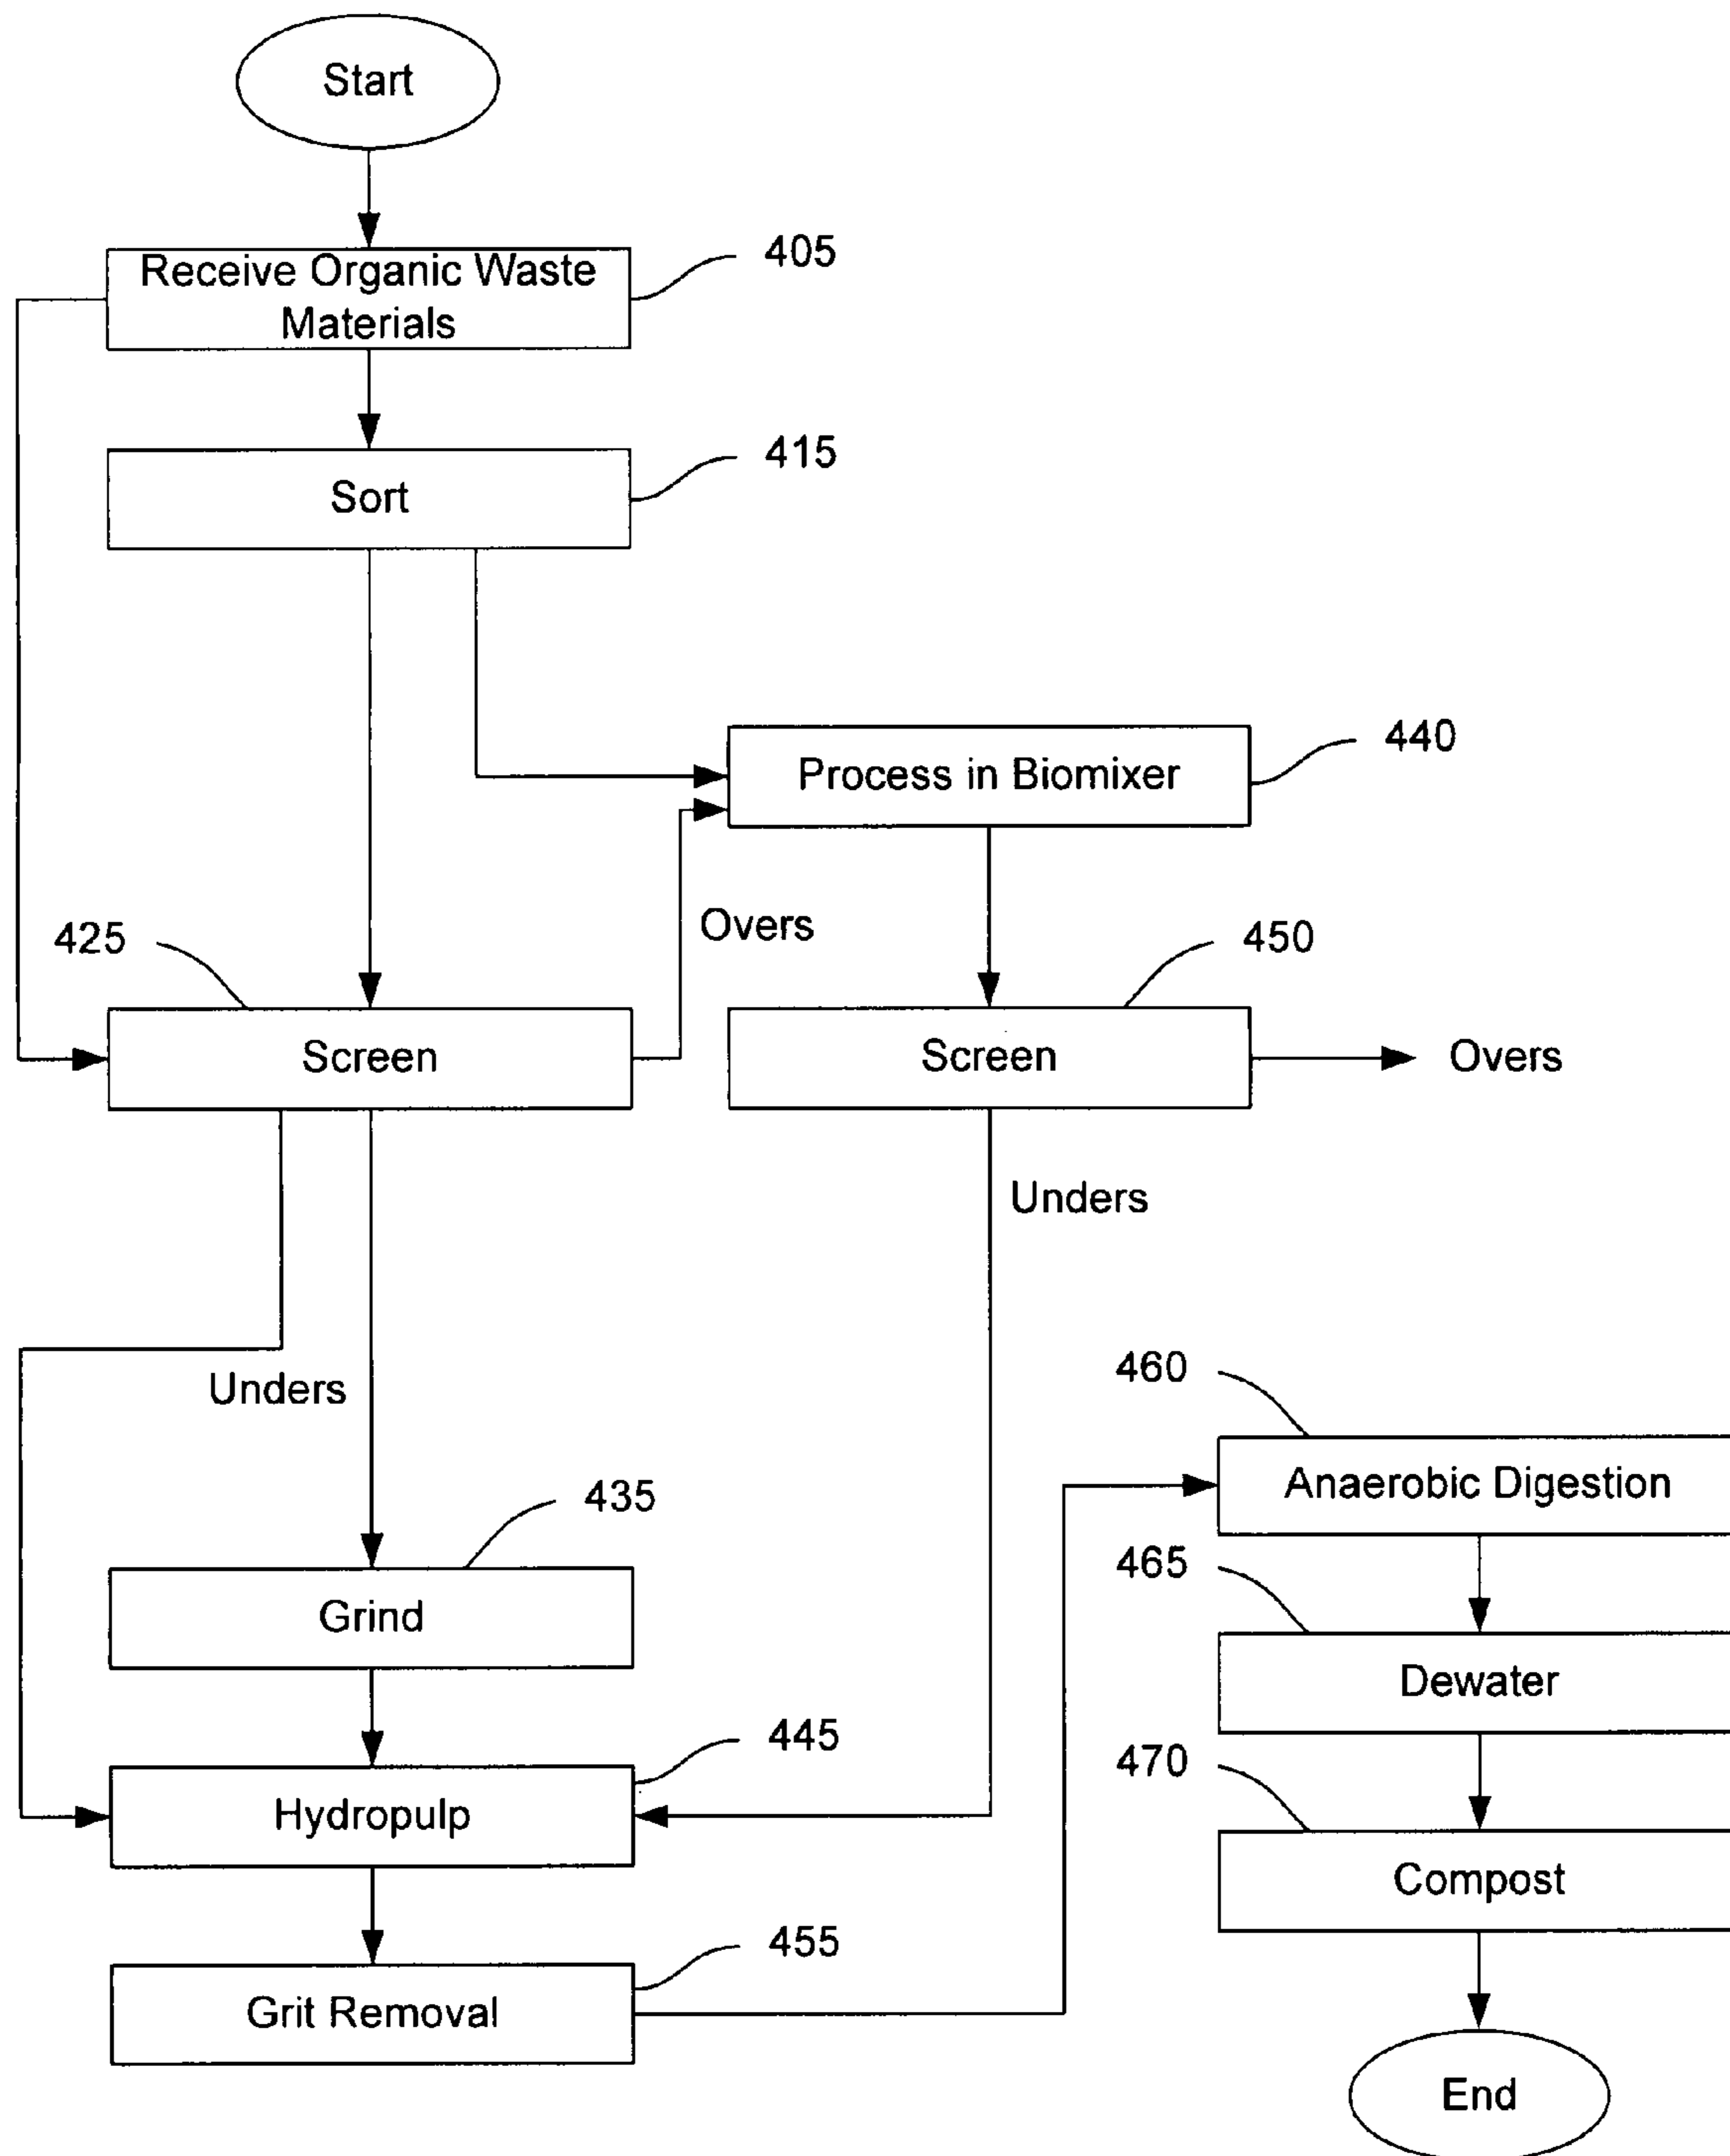 Start
405
Receive Organic Waste
Materials
415
Sort
440
Process in Biomixer
Overs
425
450
Screen
Screen
Overs
Unders
Unders
460
Anaerobic Digestion
435
Grind
465
Dewater
445
Hydropulp
470
Compost
455
Grit Removal
End